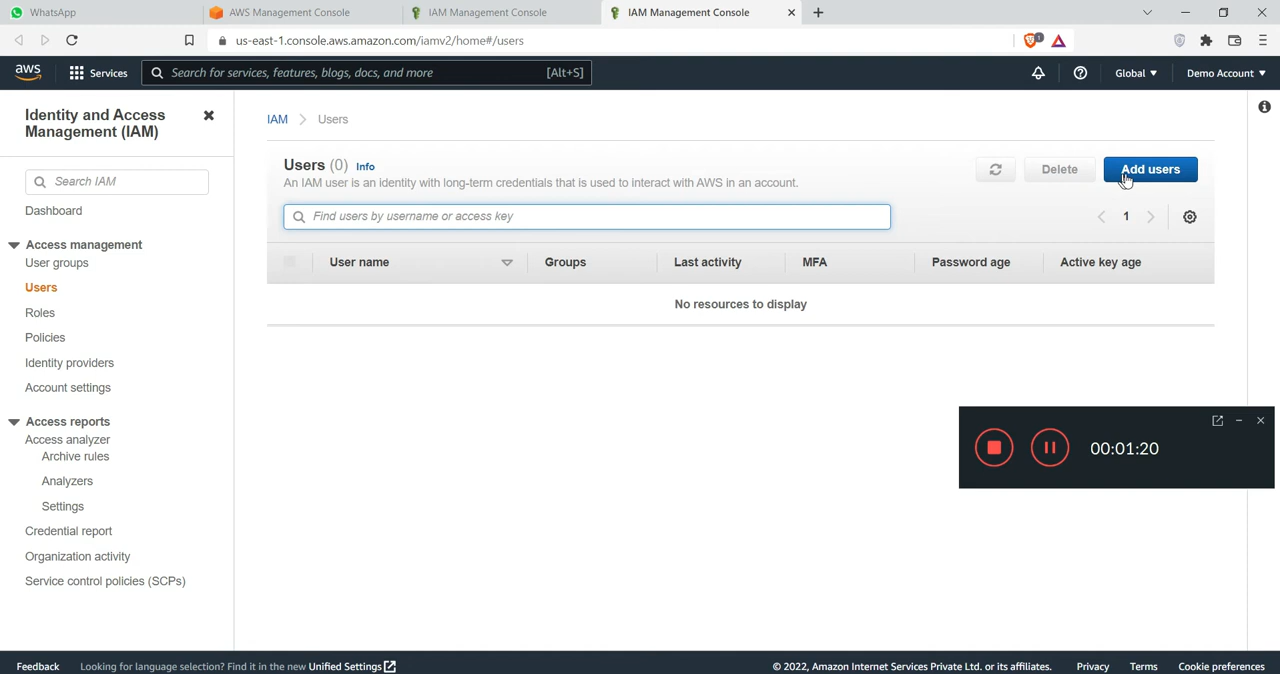 WhatsApp
AWS Management Console
IAM Management Console
IAM Management Console
us-east-1.console.aws.amazon.com/iamv2/home#/users
1
aws
Services
Search for services, features, blogs, docs, and more
[Alt+S]
Global
Demo Account
Identity and Access
Management (IAM)
Search IAM
Dashboard
Access management
User groups
Users
Roles
Policies
Identity providers
Account settings
Access reports
Access analyzer
Archive rules
Analyzers
Settings
Credential report
Organization activity
Service control policies (SCPs)
IAM > Users
Users (0) Info
An IAM user is an identity with long-term credentials that is used to interact with AWS in an account.
Delete
Add users
Find users by username or access key
1
User name
Groups
Last activity
MFA
Password age
Active key age
No resources to display
00:01:20
Feedback
Looking for language selection? Find it in the new Unified Settings
© 2022, Amazon Internet Services Private Ltd. or its affiliates.
Privacy
Terms
Cookie preferences